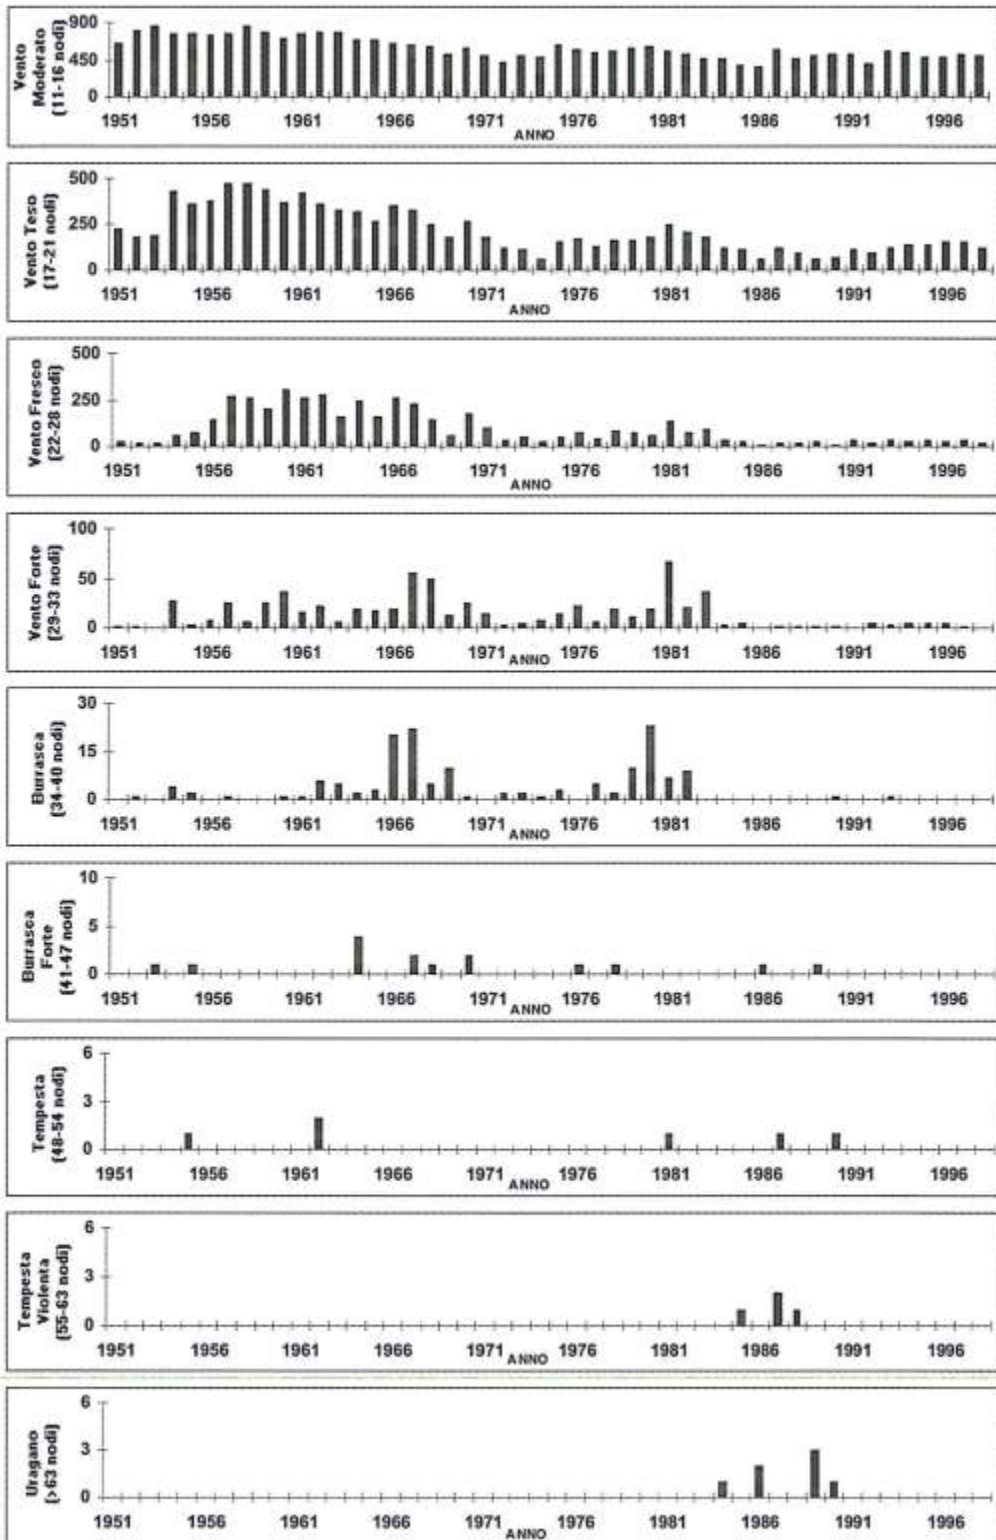 Vento
Moderato
(11-16 nodi)
900
450
0
1951 1956 1961 1966 1971 1976 1981 1986 1991 1996
ANNO
Vento Teso
(17-21 nodi)
500
250
0
1951 1956 1961 1966 1971 1976 1981 1986 1991 1996
ANNO
Vento Fresco
(22-28 nodi)
500
250
0
1951 1956 1961 1966 1971 1976 1981 1986 1991 1996
ANNO
Vento Forte
(29-33 nodi)
100
50
0
1951 1956 1961 1966 1971 1976 1981 1986 1991 1996
ANNO
Burrasca
(34-40 nodi)
30
15
0
1951 1956 1961 1966 1971 1976 1981 1986 1991 1996
ANNO
Burrasca
Forte
(41-47 nodi)
10
5
0
1951 1956 1961 1966 1971 1976 1981 1986 1991 1996
ANNO
Tempesta
(48-54 nodi)
6
3
0
1951 1956 1961 1966 1971 1976 1981 1986 1991 1996
ANNO
Tempesta
Violenta
(55-63 nodi)
6
3
0
1951 1956 1961 1966 1971 1976 1981 1986 1991 1996
ANNO
Uragano
(>63 nodi)
6
3
0
1951 1956 1961 1966 1971 1976 1981 1986 1991 1996
ANNO